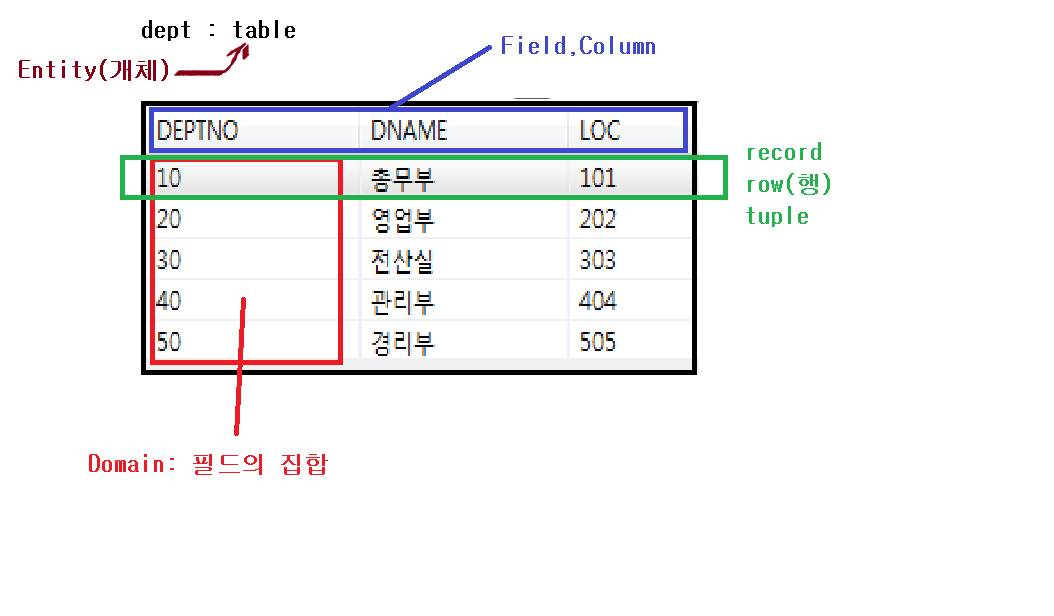 dept : table
Entity(개체)
Field,Column
DEPTNO DNAME LOC
10 총무부 101
20 영업부 202
30 전산실 303
40 관리부 404
50 경리부 505
record
row(행)
tuple
Domain: 필드의 집합